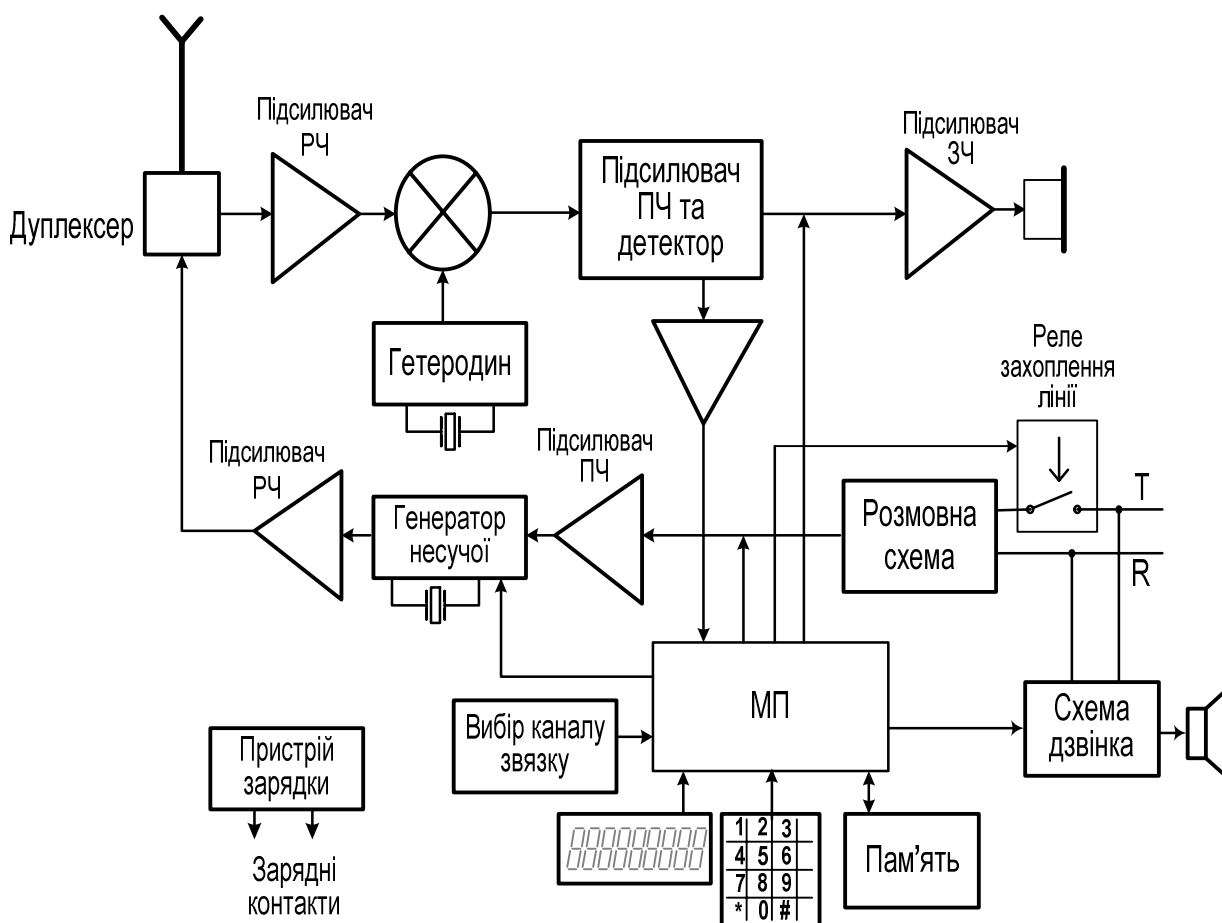 Підсилювач
РЧ
Дуплексер
Підсилювач
ПЧ та
детектор
Підсилювач
ЗЧ
Гетеродин
Реле
захоплення
лінії
Підсилювач
РЧ
Генератор
несучої
Підсилювач
ПЧ
Розмовна
схема
T
R
МП
Вибір каналу
звязку
Схема
дзвінка
Пристрій
зарядки
Зарядні
контакти
1 2 3
4 5 6
7 8 9
* 0 #
Пам'ять